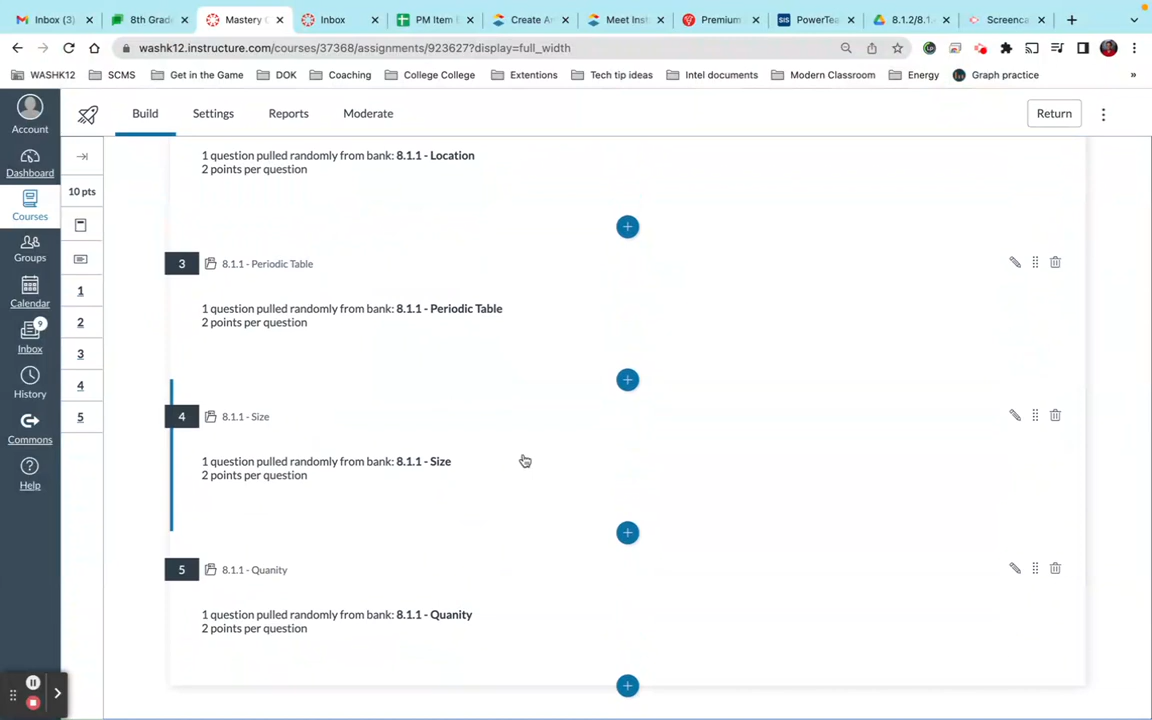 Inbox (3)
8th Grade
Mastery C
Inbox
PM Item B
Create An
Meet Inst
Premium
SIS
PowerTea
8.1.2/8.1.
Screenca
washk12.instructure.com/courses/37368/assignments/923627?display=full_width
WASHK12
SCMS
Get in the Game
DOK
Coaching
College College
Extentions
Tech tip ideas
Intel documents
Modern Classroom
Energy
Graph practice
»
Build
Settings
Reports
Moderate
Return
Account
Dashboard
Courses
Groups
Calendar
9
Inbox
History
Commons
Help
10 pts
1
2
3
4
5
1 question pulled randomly from bank: 8.1.1 - Location
2 points per question
3
8.1.1 - Periodic Table
1 question pulled randomly from bank: 8.1.1 - Periodic Table
2 points per question
4
8.1.1 - Size
1 question pulled randomly from bank: 8.1.1 - Size
2 points per question
5
8.1.1 - Quanity
1 question pulled randomly from bank: 8.1.1 - Quanity
2 points per question